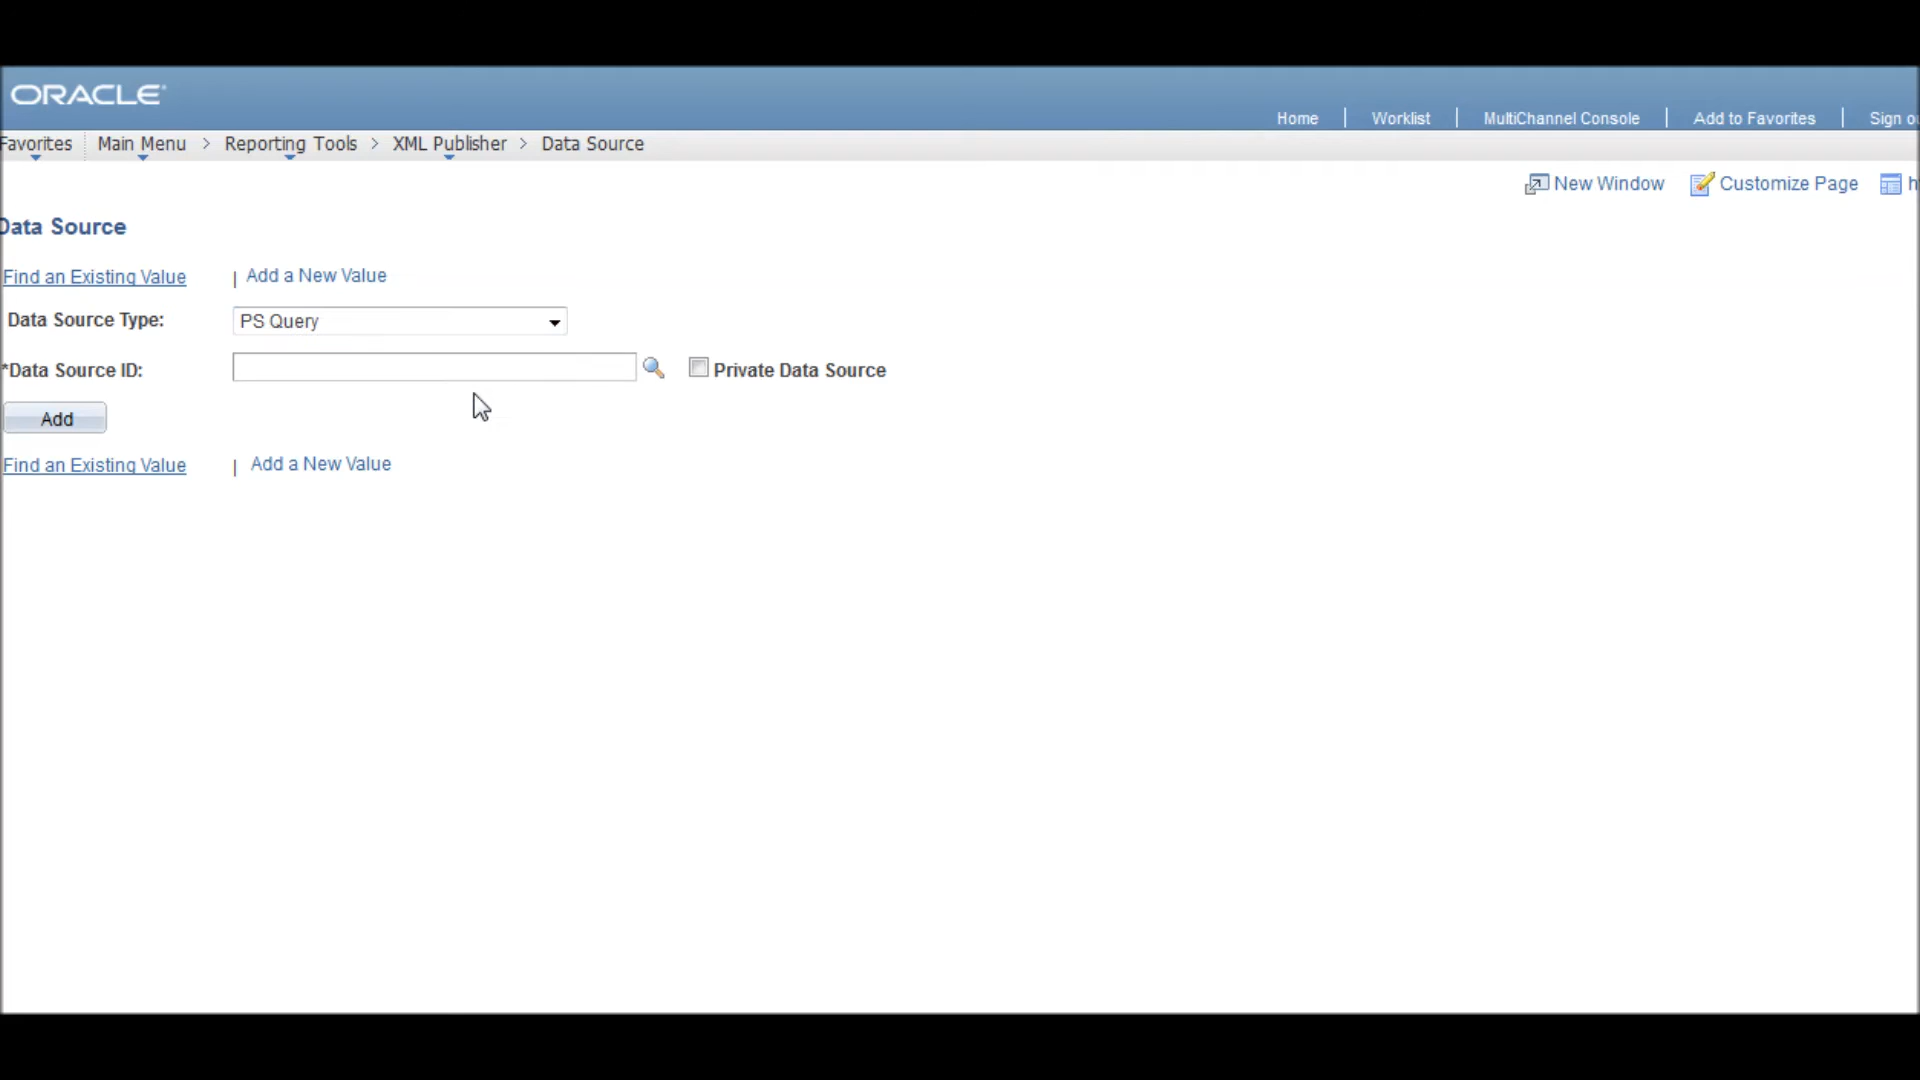 ORACLE
Home | Worklist | MultiChannel Console | Add to Favorites |
Favorites Main Menu > Reporting Tools > XML Publisher > Data Source
New Window Customize Page
Data Source
Find an Existing Value | Add a New Value
Data Source Type: PS Query
*Data Source ID: Private Data Source
Add
Find an Existing Value | Add a New Value